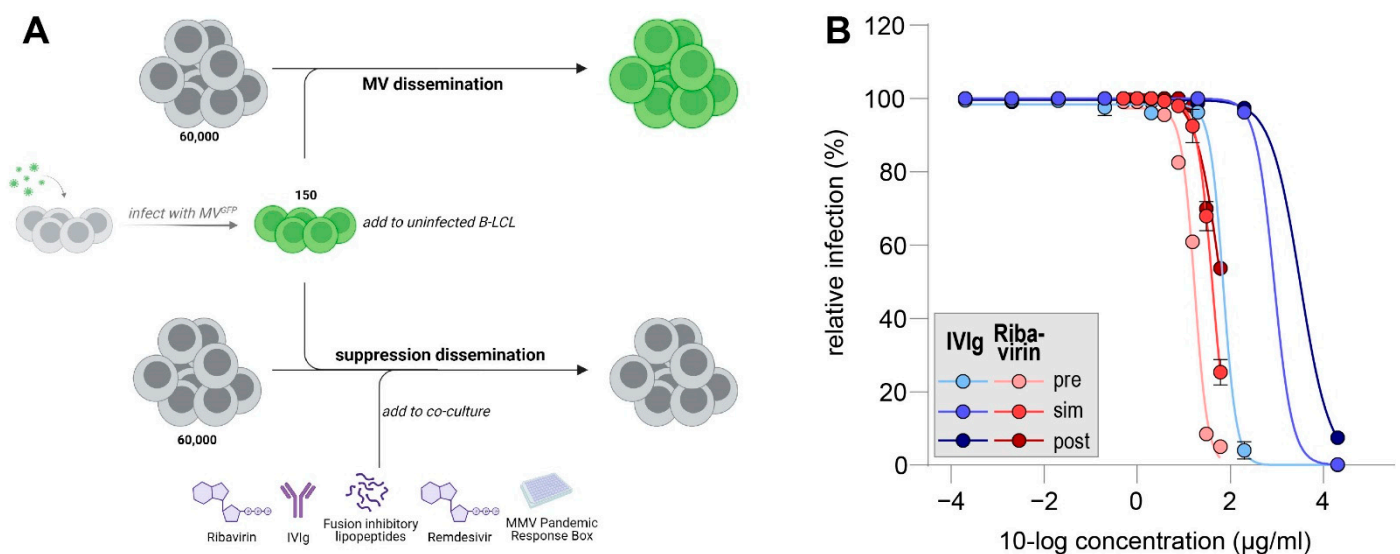 A
60,000
MV dissemination
infect with MV^GFP
150
add to uninfected B-LCL
suppression dissemination
add to co-culture
60,000
P P P
Ribavirin
IVIg
Fusion inhibitory
lipopeptides
P P P
Remdesivir
MMV Pandemic
Response Box
B
relative infection (%)
120
100
80
60
40
20
0
−4
−2
0
2
4
10-log concentration (µg/ml)
IVIg
Riba-
virin
pre
sim
post